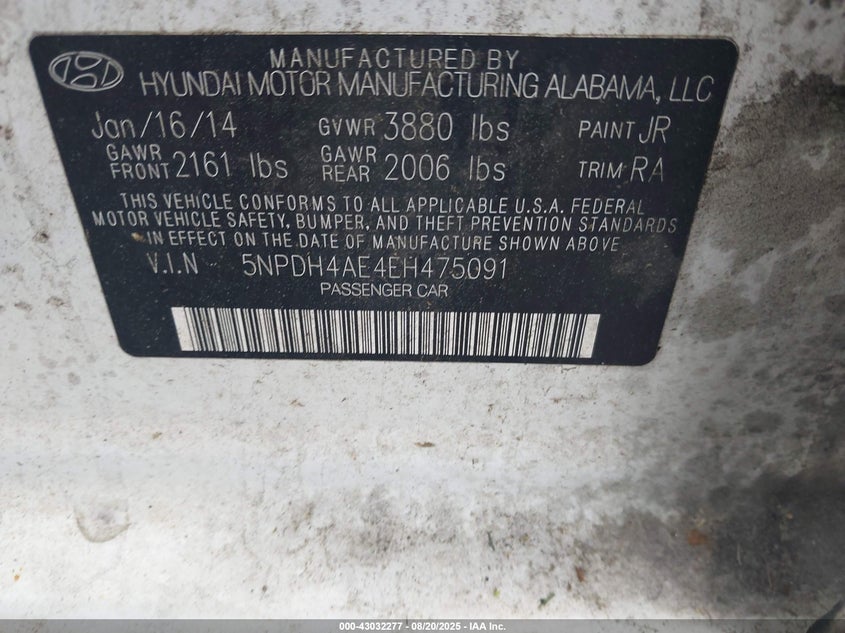 MANUFACTURED BY
HYUNDAI MOTOR MANUFACTURING ALABAMA, LLC
Jan/16/14 GVWR 3880 lbs PAINT JR
GAWR FRONT 2161 lbs GAWR REAR 2006 lbs TRIM RA
THIS VEHICLE CONFORMS TO ALL APPLICABLE U.S.A. FEDERAL
MOTOR VEHICLE SAFETY, BUMPER, AND THEFT PREVENTION STANDARDS
IN EFFECT ON THE DATE OF MANUFACTURE SHOWN ABOVE
V.I.N 5NPDH4AE4EH475091
PASSENGER CAR
000-43032277 - 08/20/2025 - IAA Inc.